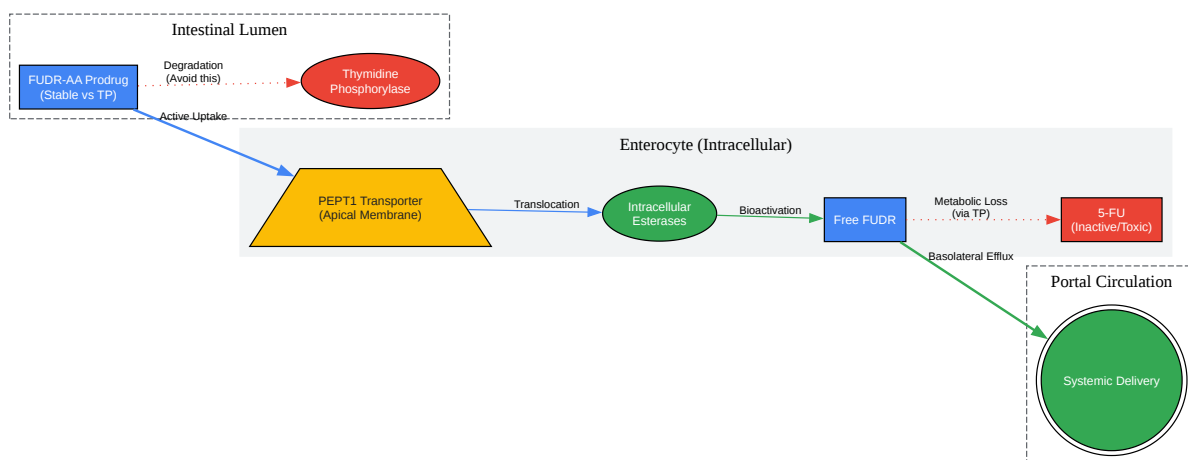 Intestinal Lumen
FUDR-AA Prodrug
(Stable vs TP)
Degradation
(Avoid this)
Thymidine
Phosphorylase
Active Uptake
Enterocyte (Intracellular)
PEPT1 Transporter
(Apical Membrane)
Translocation
Intracellular
Esterases
Bioactivation
Free FUDR
Metabolic Loss
(via TP)
5-FU
(Inactive/Toxic)
Basolateral Efflux
Portal Circulation
Systemic Delivery